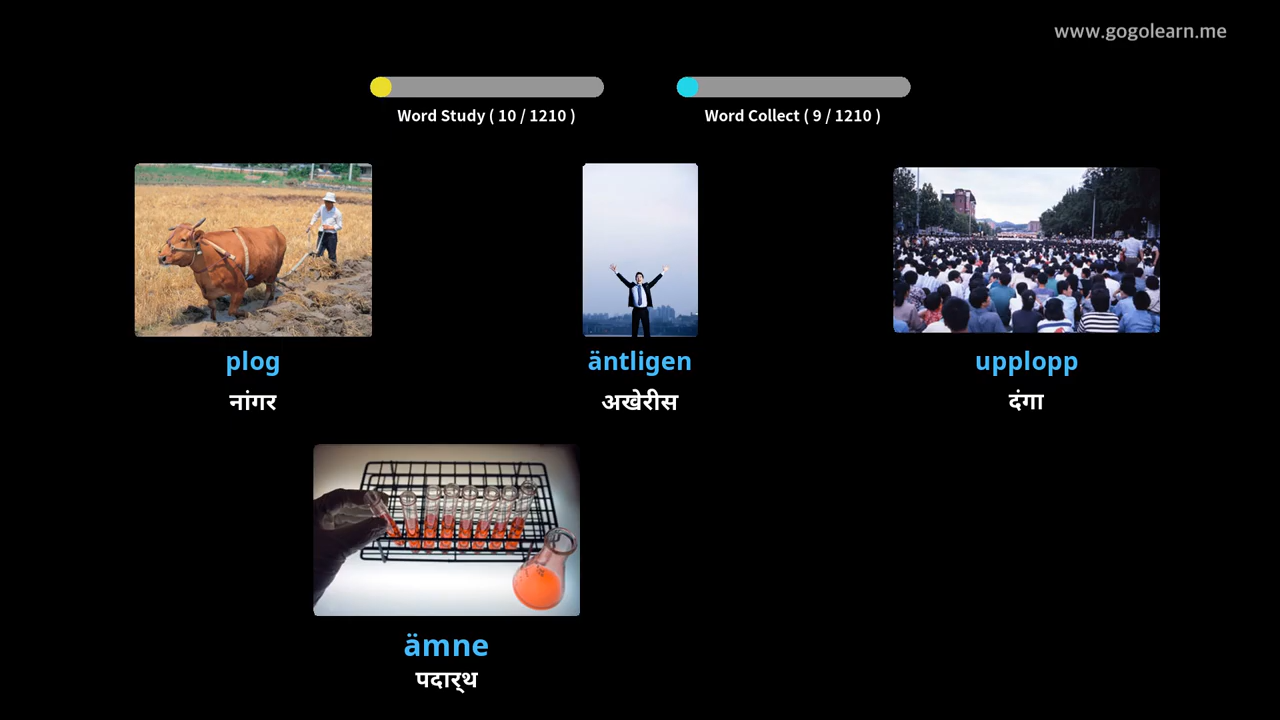 www.gogolearn.me
Word Study ( 10 / 1210 )
Word Collect ( 9 / 1210 )
plog
äntligen
upplopp
नांगर
अखेरीस
दंगा
ämne
पदार्थ